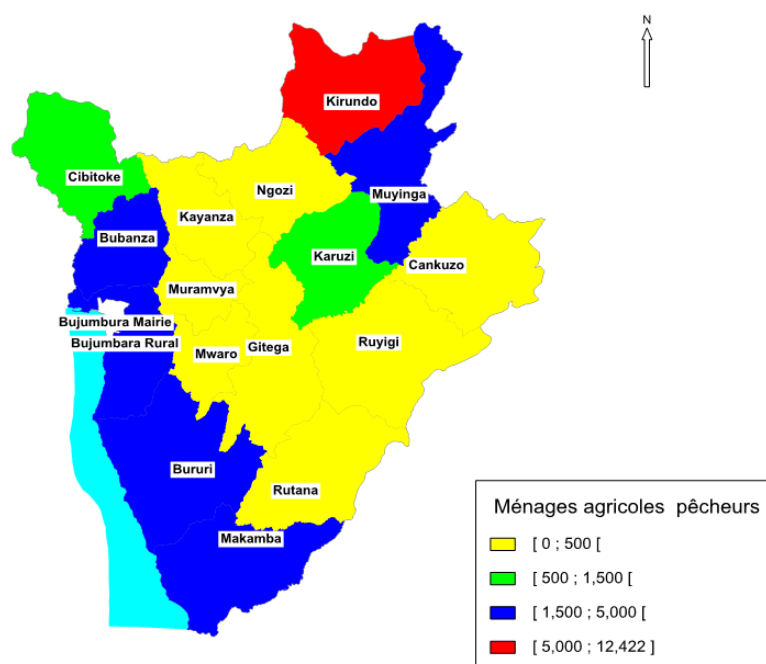 N
Kirundo
Cibitoke
Ngozi
Muyinga
Kayanza
Bubanza
Karuzi
Cankuzo
Muramvya
Bujumbura Mairie
Bujumbara Rural
Mwaro
Gitega
Ruyigi
Bururi
Rutana
Makamba
Ménages agricoles pêcheurs
[ 0 ; 500 [
[ 500 ; 1,500 [
[ 1,500 ; 5,000 [
[ 5,000 ; 12,422 ]